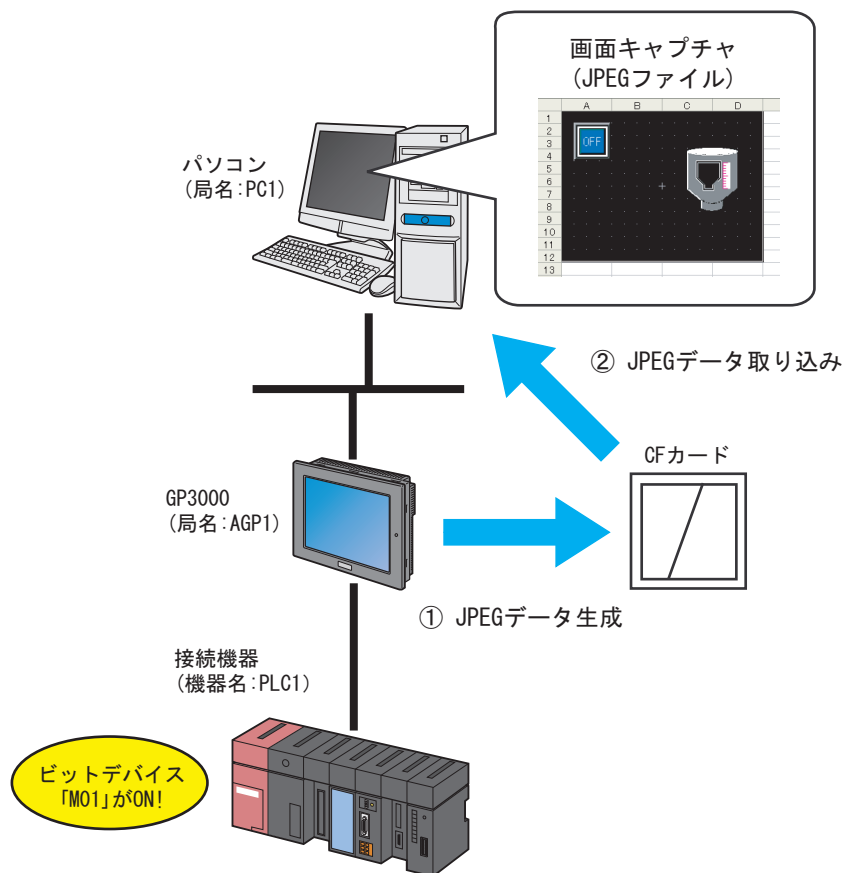 画面キャプチャ
(JPEGファイル)
A B C D
1
2
3
4
5
6
7
8
9
10
11
12
13
OFF
パソコン
(局名:PC1)
② JPEGデータ取り込み
CFカード
GP3000
(局名:AGP1)
① JPEGデータ生成
接続機器
(機器名:PLC1)
ビットデバイス
「M01」がON!